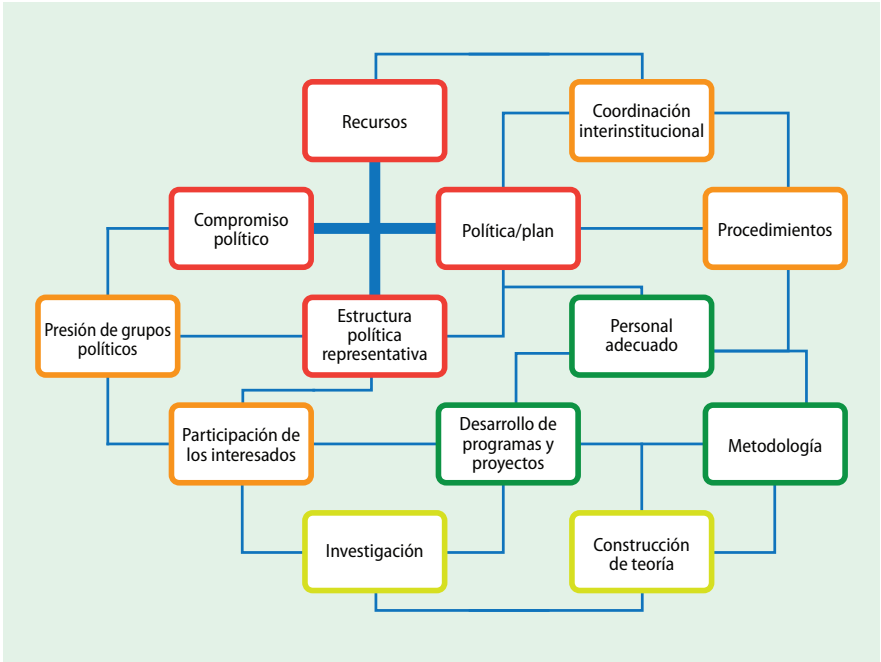 Recursos
Coordinación
interinstitucional
Compromiso
político
Política/plan
Procedimientos
Presión de grupos
políticos
Estructura
política
representativa
Personal
adecuado
Participación de
los interesados
Desarrollo de
programas y
proyectos
Metodología
Investigación
Construcción
de teoría